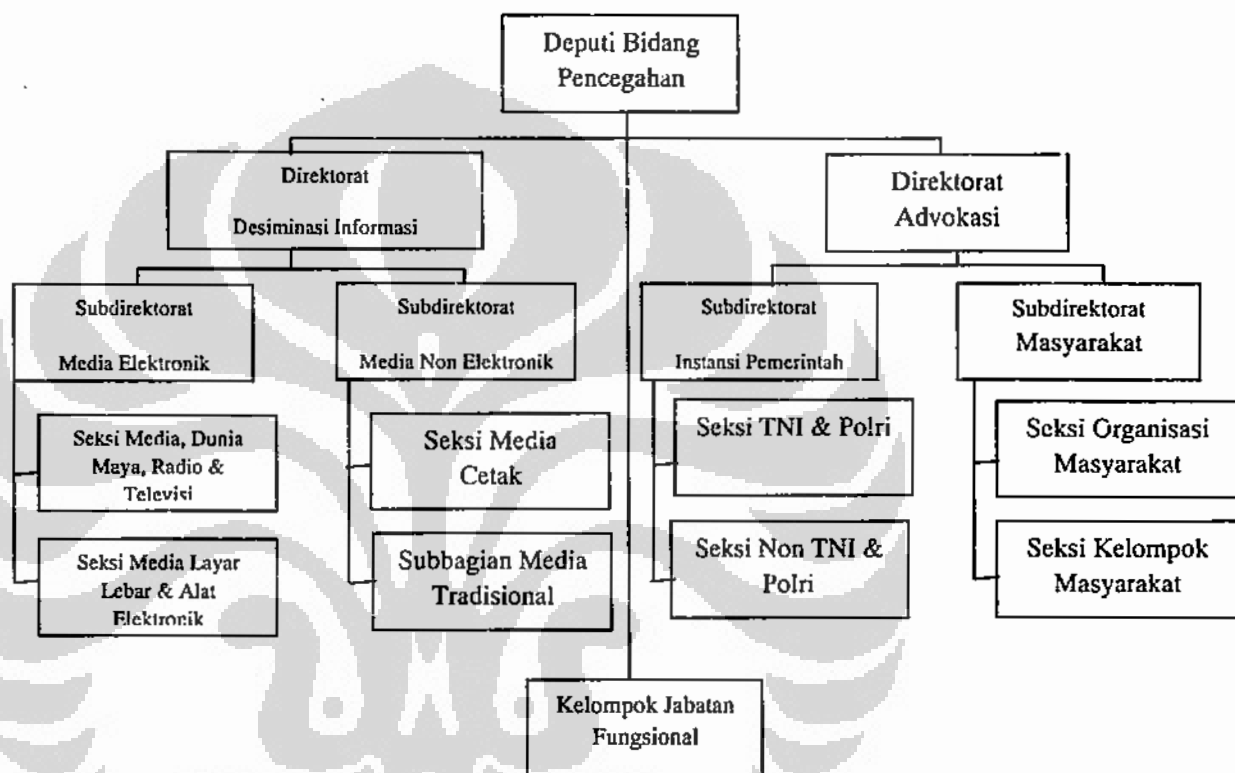 Deputi Bidang
Pencegahan
Direktorat
Desiminasi Informasi
Direktorat
Advokasi
Subdirektorat
Media Elektronik
Subdirektorat
Media Non Elektronik
Subdirektorat
Instansi Pemerintah
Subdirektorat
Masyarakat
Seksi Media, Dunia
Maya, Radio &
Televisi
Seksi Media
Cetak
Seksi TNI & Polri
Seksi Organisasi
Masyarakat
Seksi Media Layar
Lebar & Alat
Elektronik
Subbagian Media
Tradisional
Seksi Non TNI &
Polri
Seksi Kelompok
Masyarakat
Kelompok Jabatan
Fungsional